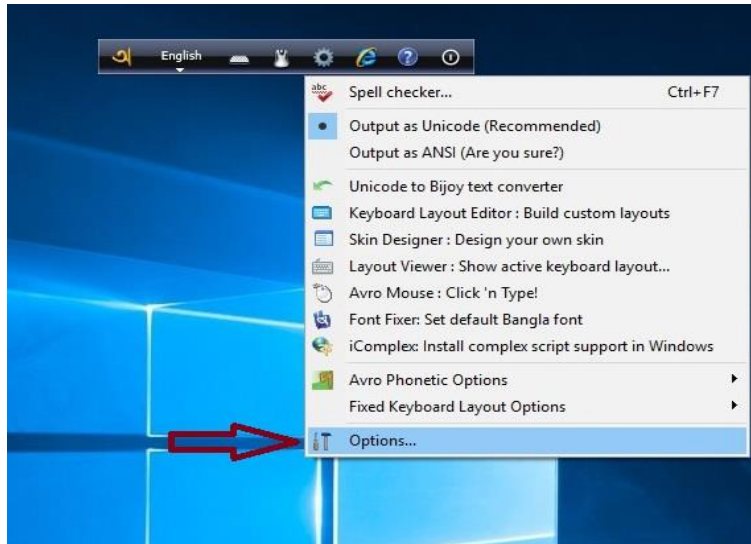 অ English
abc Spell checker... Ctrl+F7
Output as Unicode (Recommended)
Output as ANSI (Are you sure?)
Unicode to Bijoy text converter
Keyboard Layout Editor : Build custom layouts
Skin Designer : Design your own skin
Layout Viewer : Show active keyboard layout...
Avro Mouse : Click 'n Type!
Font Fixer: Set default Bangla font
iComplex: Install complex script support in Windows
Avro Phonetic Options
Fixed Keyboard Layout Options
Options...